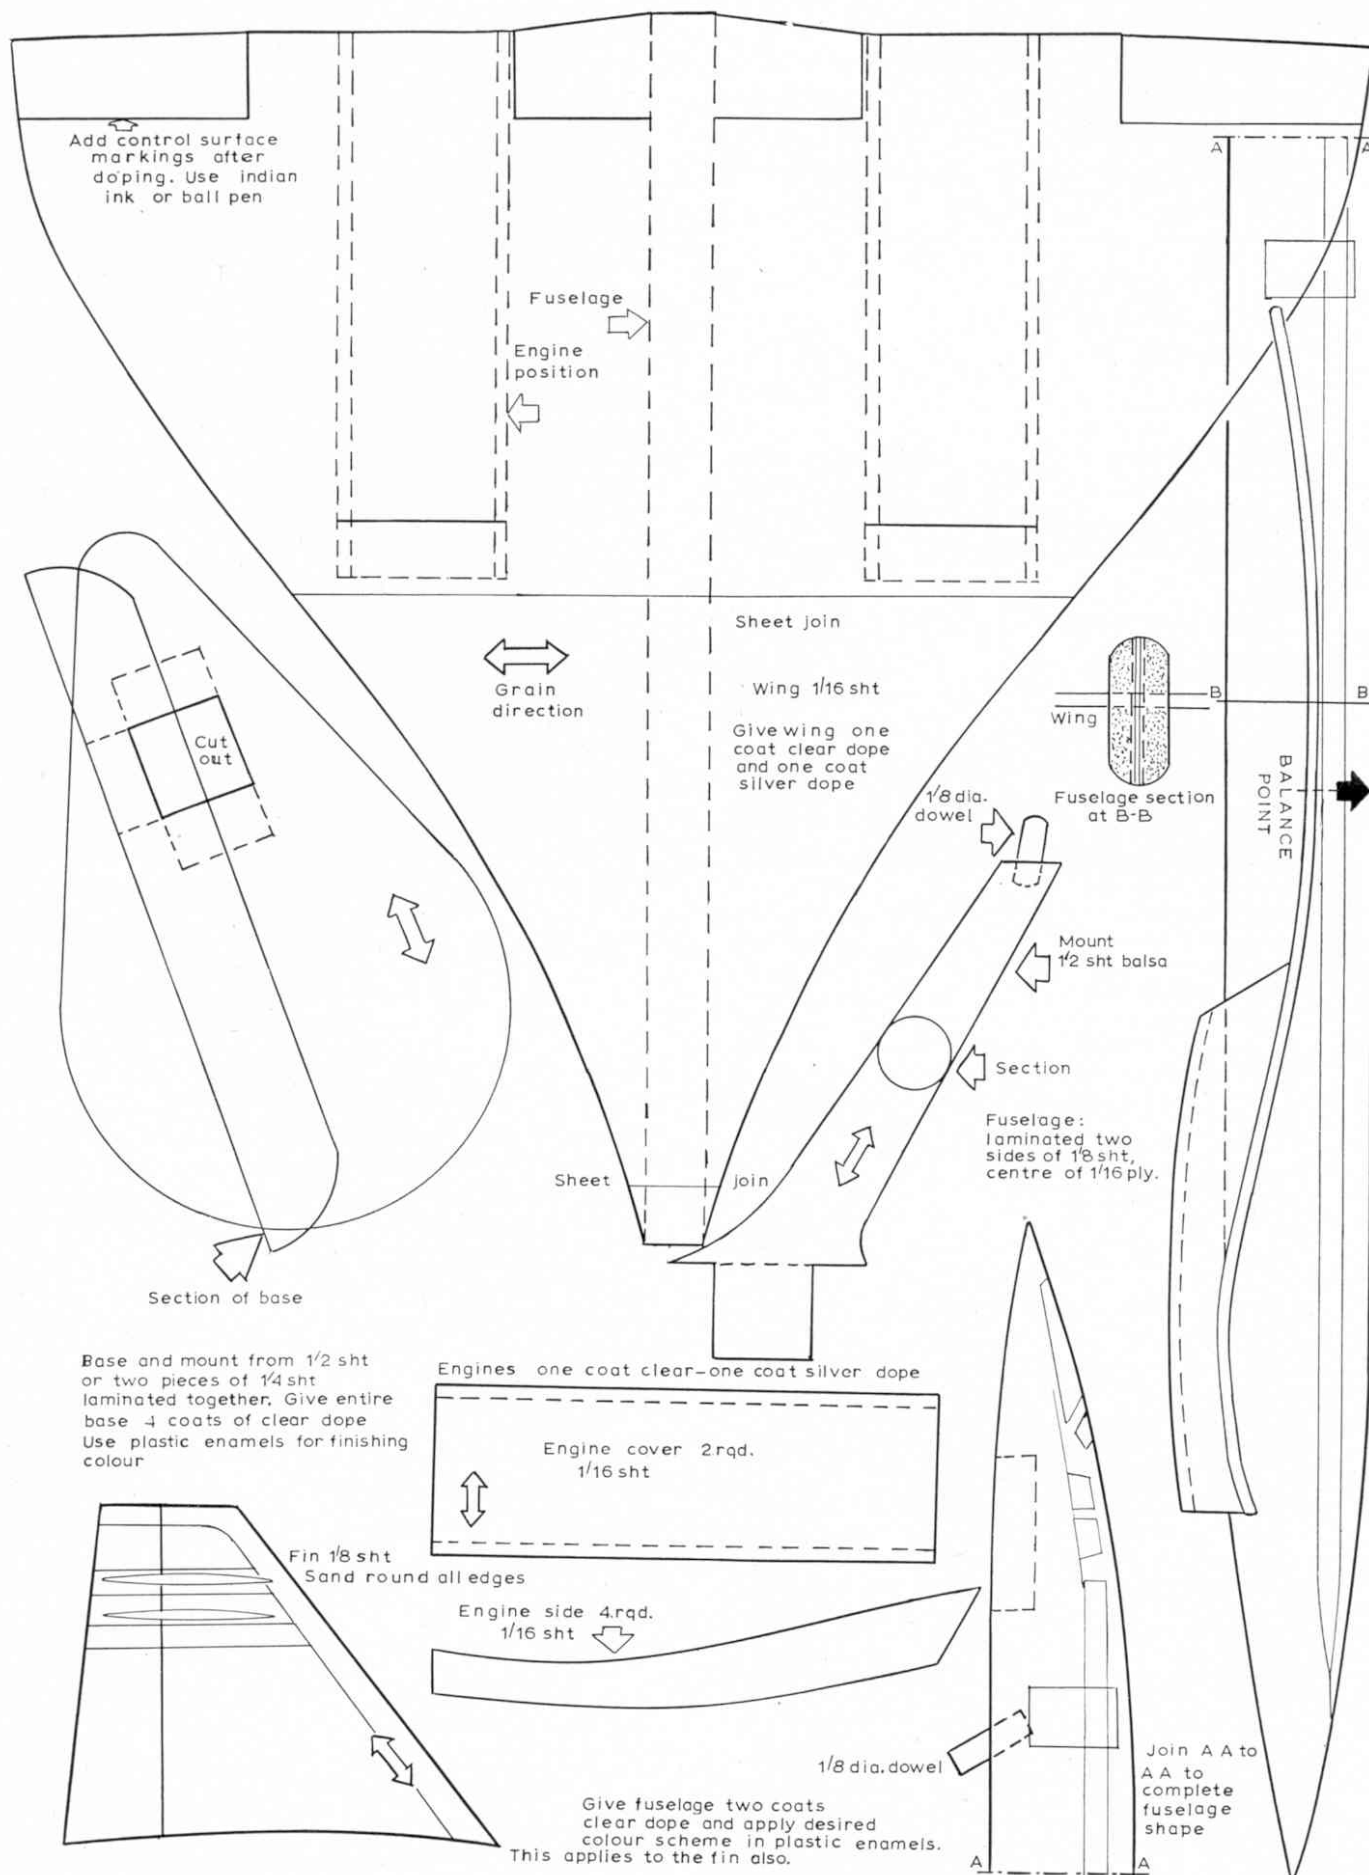 Add control surface
markings after
doping. Use indian
ink or ball pen
A
A
Fuselage
Engine
position
Sheet join
Grain
direction
Wing 1/16 sht
Give wing one
coat clear dope
and one coat
silver dope
Cut
out
B
B
Wing
Fuselage section
at B-B
BALANCE
POINT
1/8 dia.
dowel
Mount
1/2 sht balsa
Section
Fuselage:
laminated two
sides of 1/8 sht,
centre of 1/16 ply.
Sheet join
Section of base
Base and mount from 1/2 sht
or two pieces of 1/4 sht
laminated together. Give entire
base 4 coats of clear dope
Use plastic enamels for finishing
colour
Engines one coat clear-one coat silver dope
Engine cover 2.rqd.
1/16 sht
Fin 1/8 sht
Sand round all edges
Engine side 4.rqd.
1/16 sht
1/8 dia. dowel
Join A A to
A A to
complete
fuselage
shape
Give fuselage two coats
clear dope and apply desired
colour scheme in plastic enamels.
This applies to the fin also.
A
A